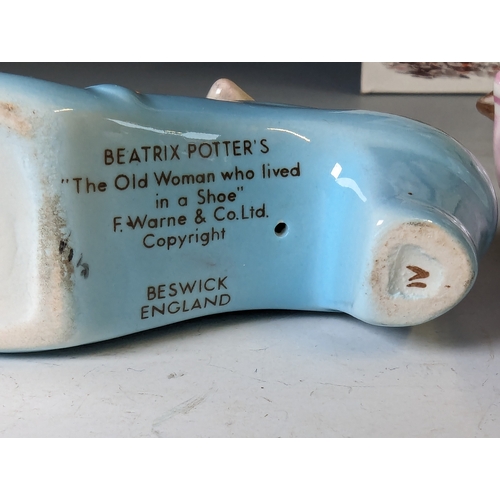 BEATRIX POTTER'S
"The Old Woman who lived
in a Shoe"
F. Warne & Co. Ltd.
Copyright
BESWICK
ENGLAND